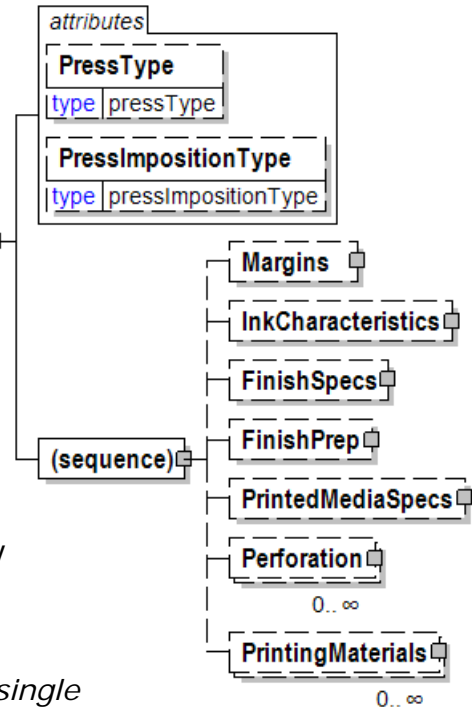 attributes
PressType
type pressType
PressImpositionType
type pressImpositionType
Margins
InkCharacteristics
FinishSpecs
FinishPrep
(sequence)
PrintedMediaSpecs
Perforation
0.. ∞
PrintingMaterials
single
0.. ∞